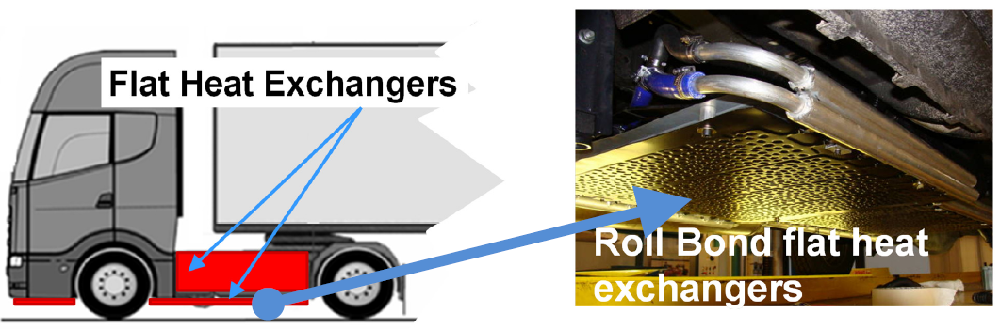 Flat Heat Exchangers
Roll Bond flat heat
exchangers